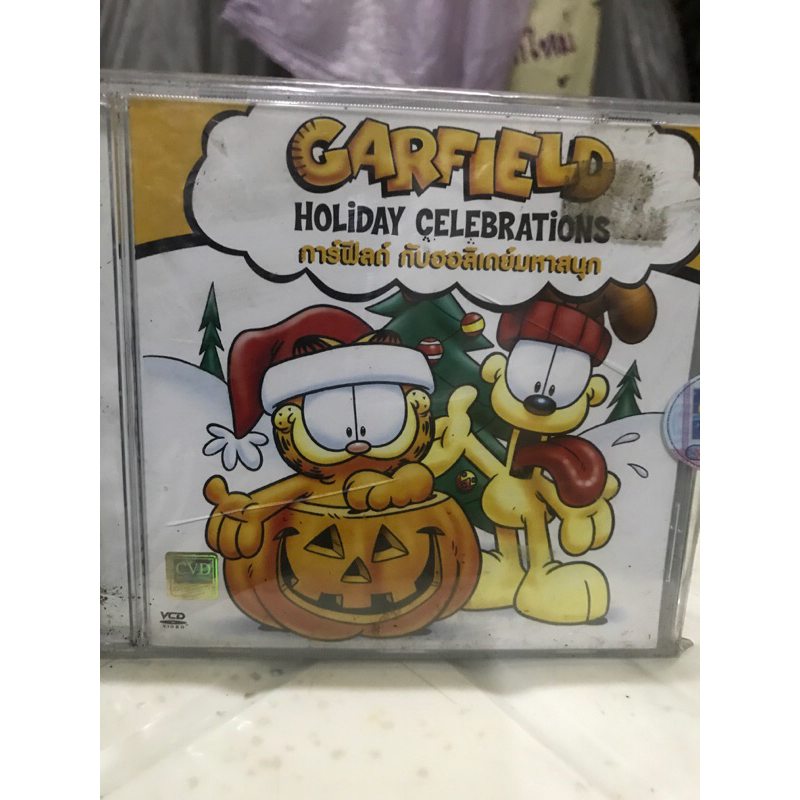 GARFIELD
HOLIDAY CELEBRATIONS
การ์ฟิลด์ กับฮอลิเดย์มหาสนุก
CVD
VCD
VIDEO